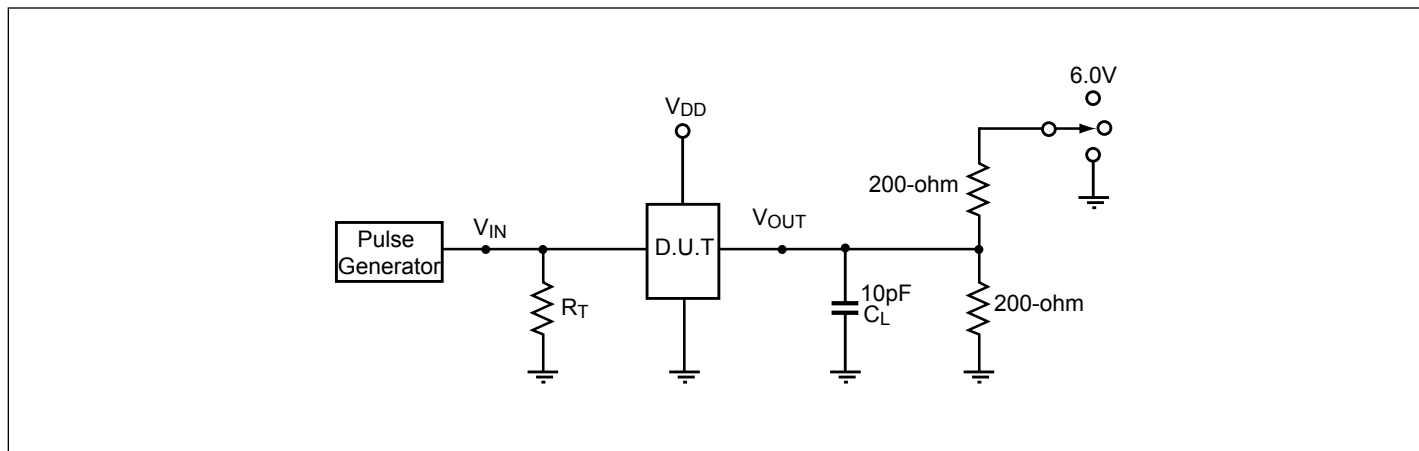 6.0V
VDD
200-ohm
VIN
VOUT
Pulse
Generator
D.U.T
RT
10pF
CL
200-ohm